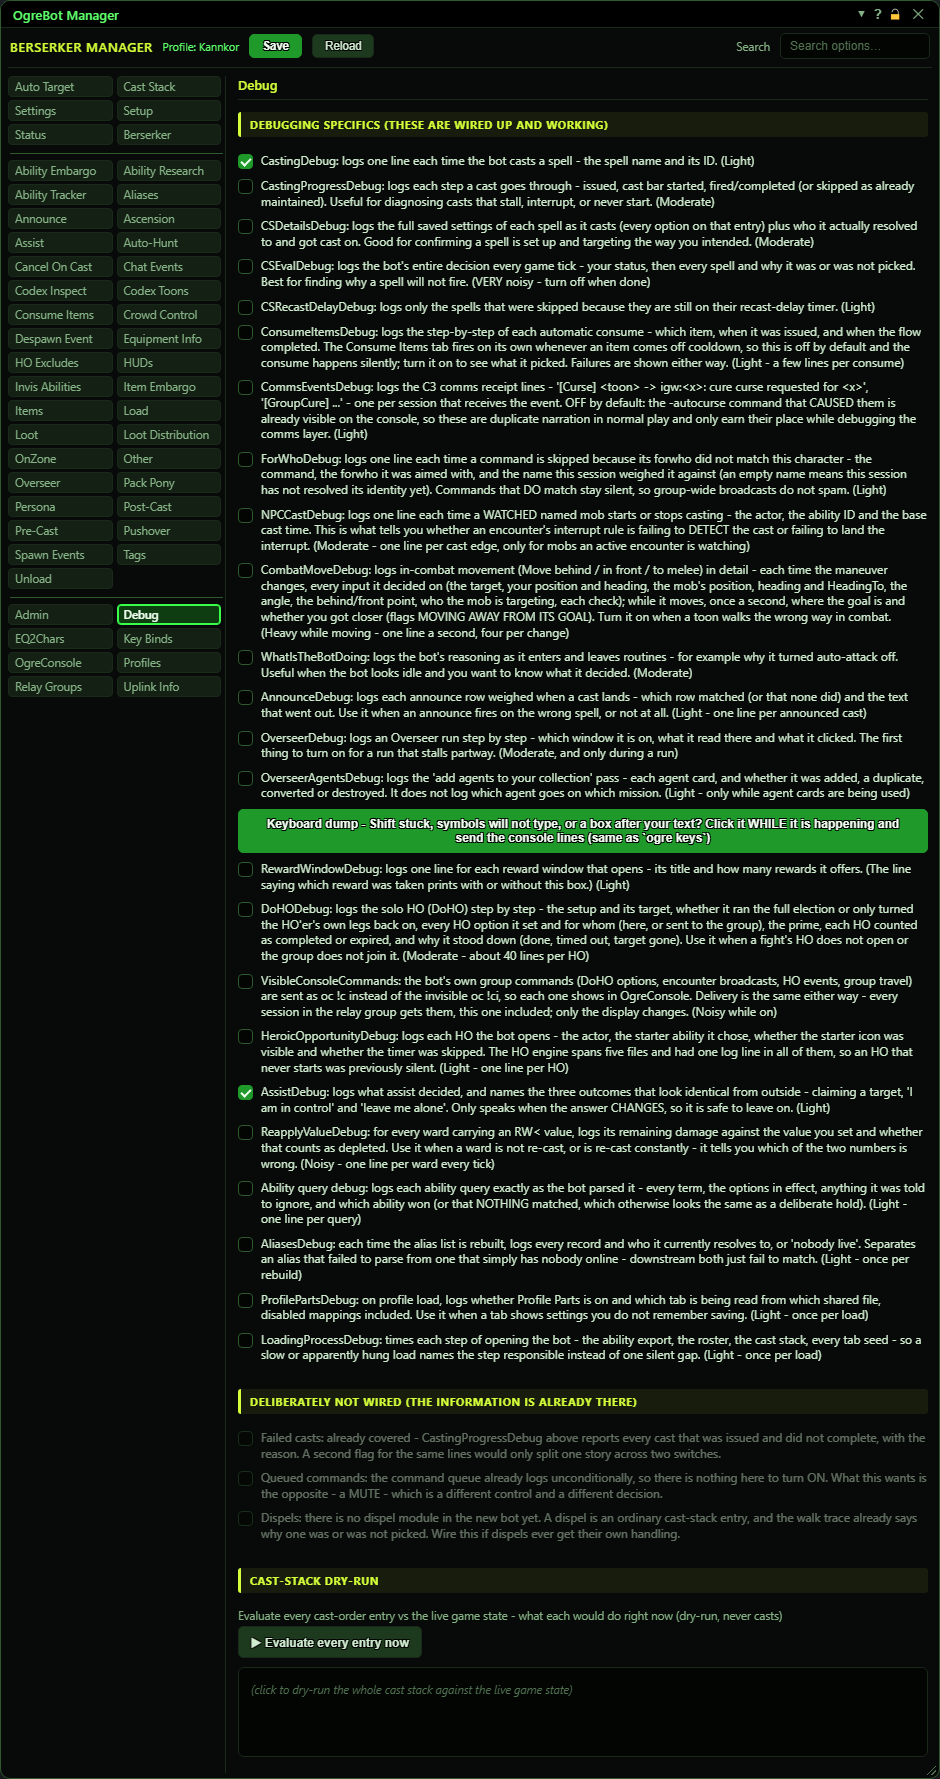 OgreBot Manager
▼ ?
BERSERKER MANAGER Profile: Kannkor Save Reload Search Search options...
Auto Target Cast Stack
Settings Setup
Status Berserker
Ability Embargo Ability Research
Ability Tracker Aliases
Announce Ascension
Assist Auto-Hunt
Cancel On Cast Chat Events
Codex Inspect Codex Toons
Consume Items Crowd Control
Despawn Event Equipment Info
HO Excludes HUDs
Invis Abilities Item Embargo
Items Load
Loot Loot Distribution
OnZone Other
Overseer Pack Pony
Persona Post-Cast
Pre-Cast Pushover
Spawn Events Tags
Unload
Admin Debug
EQ2Chars Key Binds
OgreConsole Profiles
Relay Groups Uplink Info
Debug
DEBUGGING SPECIFICS (THESE ARE WIRED UP AND WORKING)
CastingDebug: logs one line each time the bot casts a spell - the spell name and its ID. (Light)
CastingProgressDebug: logs each step a cast goes through - issued, cast bar started, fired/completed (or skipped as already
maintained). Useful for diagnosing casts that stall, interrupt, or never start. (Moderate)
CSDetailsDebug: logs the full saved settings of each spell as it casts (every option on that entry) plus who it actually resolved
to and got cast on. Good for confirming a spell is set up and targeting the way you intended. (Moderate)
CSEvalDebug: logs the bot's entire decision every game tick - your status, then every spell and why it was or was not picked.
Best for finding why a spell will not fire. (VERY noisy - turn off when done)
CSRecastDelayDebug: logs only the spells that were skipped because they are still on their recast-delay timer. (Light)
ConsumeItemsDebug: logs the step-by-step of each automatic consume - which item, when it was issued, and when the flow
completed. The Consume Items tab fires on its own whenever an item comes off cooldown, so this is off by default and the
consume happens silently; turn it on to see what it picked. Failures are shown either way. (Light - a few lines per consume)
CommsEventsDebug: logs the C3 comms receipt lines - '[Curse] <toon> -> igw:<x>: cure curse requested for <x>',
'[GroupCure] ...' - one per session that receives the event. OFF by default: the -autocurse command that CAUSED them is
already visible on the console, so these are duplicate narration in normal play and only earn their place while debugging the
comms layer. (Light)
ForWhoDebug: logs one line each time a command is skipped because its forwho did not match this character - the
command, the forwho it was aimed with, and the name this session weighed it against (an empty name means this session
has not resolved its identity yet). Commands that DO match stay silent, so group-wide broadcasts do not spam. (Light)
NPCCastDebug: logs one line each time a WATCHED named mob starts or stops casting - the actor, the ability ID and the base
cast time. This is what tells you whether an encounter's interrupt rule is failing to DETECT the cast or failing to land the
interrupt. (Moderate - one line per cast edge, only for mobs an active encounter is watching)
CombatMoveDebug: logs in-combat movement (Move behind / in front / to melee) in detail - each time the maneuver
changes, every input it decided on (the target, your position and heading, the mob's position, heading and HeadingTo, the
angle, the behind/front point, who the mob is targeting, each check); while it moves, once a second, where the goal is and
whether you got closer (flags MOVING AWAY FROM ITS GOAL). Turn it on when a toon walks the wrong way in combat.
(Heavy while moving - one line a second, four per change)
WhatIsTheBotDoing: logs the bot's reasoning as it enters and leaves routines - for example why it turned auto-attack off.
Useful when the bot looks idle and you want to know what it decided. (Moderate)
AnnounceDebug: logs each announce row weighed when a cast lands - which row matched (or that none did) and the text
that went out. Use it when an announce fires on the wrong spell, or not at all. (Light - one line per announced cast)
OverseerDebug: logs an Overseer run step by step - which window it is on, what it read there and what it clicked. The first
thing to turn on for a run that stalls partway. (Moderate, and only during a run)
OverseerAgentsDebug: logs the 'add agents to your collection' pass - each agent card, and whether it was added, a duplicate,
converted or destroyed. It does not log which agent goes on which mission. (Light - only while agent cards are being used)
Keyboard dump - Shift stuck, symbols will not type, or a box after your text? Click it WHILE it is happening and
send the console lines (same as `ogre keys`)
RewardWindowDebug: logs one line for each reward window that opens - its title and how many rewards it offers. (The line
saying which reward was taken prints with or without this box.) (Light)
DoHODebug: logs the solo HO (DoHO) step by step - the setup and its target, whether it ran the full election or only turned
the HO'er's own legs back on, every HO option it set and for whom (here, or sent to the group), the prime, each HO counted
as completed or expired, and why it stood down (done, timed out, target gone). Use it when a fight's HO does not open or
the group does not join it. (Moderate - about 40 lines per HO)
VisibleConsoleCommands: the bot's own group commands (DoHO options, encounter broadcasts, HO events, group travel)
are sent as oc !c instead of the invisible oc !ci, so each one shows in OgreConsole. Delivery is the same either way - every
session in the relay group gets them, this one included; only the display changes. (Noisy while on)
HeroicOpportunityDebug: logs each HO the bot opens - the actor, the starter ability it chose, whether the starter icon was
visible and whether the timer was skipped. The HO engine spans five files and had one log line in all of them, so an HO that
never starts was previously silent. (Light - one line per HO)
AssistDebug: logs what assist decided, and names the three outcomes that look identical from outside - claiming a target, 'I
am in control' and 'leave me alone'. Only speaks when the answer CHANGES, so it is safe to leave on. (Light)
ReapplyValueDebug: for every ward carrying an RW< value, logs its remaining damage against the value you set and whether
that counts as depleted. Use it when a ward is not re-cast, or is re-cast constantly - it tells you which of the two numbers is
wrong. (Noisy - one line per ward every tick)
Ability query debug: logs each ability query exactly as the bot parsed it - every term, the options in effect, anything it was told
to ignore, and which ability won (or that NOTHING matched, which otherwise looks the same as a deliberate hold). (Light -
one line per query)
AliasesDebug: each time the alias list is rebuilt, logs every record and who it currently resolves to, or 'nobody live'. Separates
an alias that failed to parse from one that simply has nobody online - downstream both just fail to match. (Light - once per
rebuild)
ProfilePartsDebug: on profile load, logs whether Profile Parts is on and which tab is being read from which shared file,
disabled mappings included. Use it when a tab shows settings you do not remember saving. (Light - once per load)
LoadingProcessDebug: times each step of opening the bot - the ability export, the roster, the cast stack, every tab seed - so a
slow or apparently hung load names the step responsible instead of one silent gap. (Light - once per load)
DELIBERATELY NOT WIRED (THE INFORMATION IS ALREADY THERE)
Failed casts: already covered - CastingProgressDebug above reports every cast that was issued and did not complete, with the
reason. A second flag for the same lines would only split one story across two switches.
Queued commands: the command queue already logs unconditionally, so there is nothing here to turn ON. What this wants is
the opposite - a MUTE - which is a different control and a different decision.
Dispels: there is no dispel module in the new bot yet. A dispel is an ordinary cast-stack entry, and the walk trace already says
why one was or was not picked. Wire this if dispels ever get their own handling.
CAST-STACK DRY-RUN
Evaluate every cast-order entry vs the live game state - what each would do right now (dry-run, never casts)
▶ Evaluate every entry now
(click to dry-run the whole cast stack against the live game state)